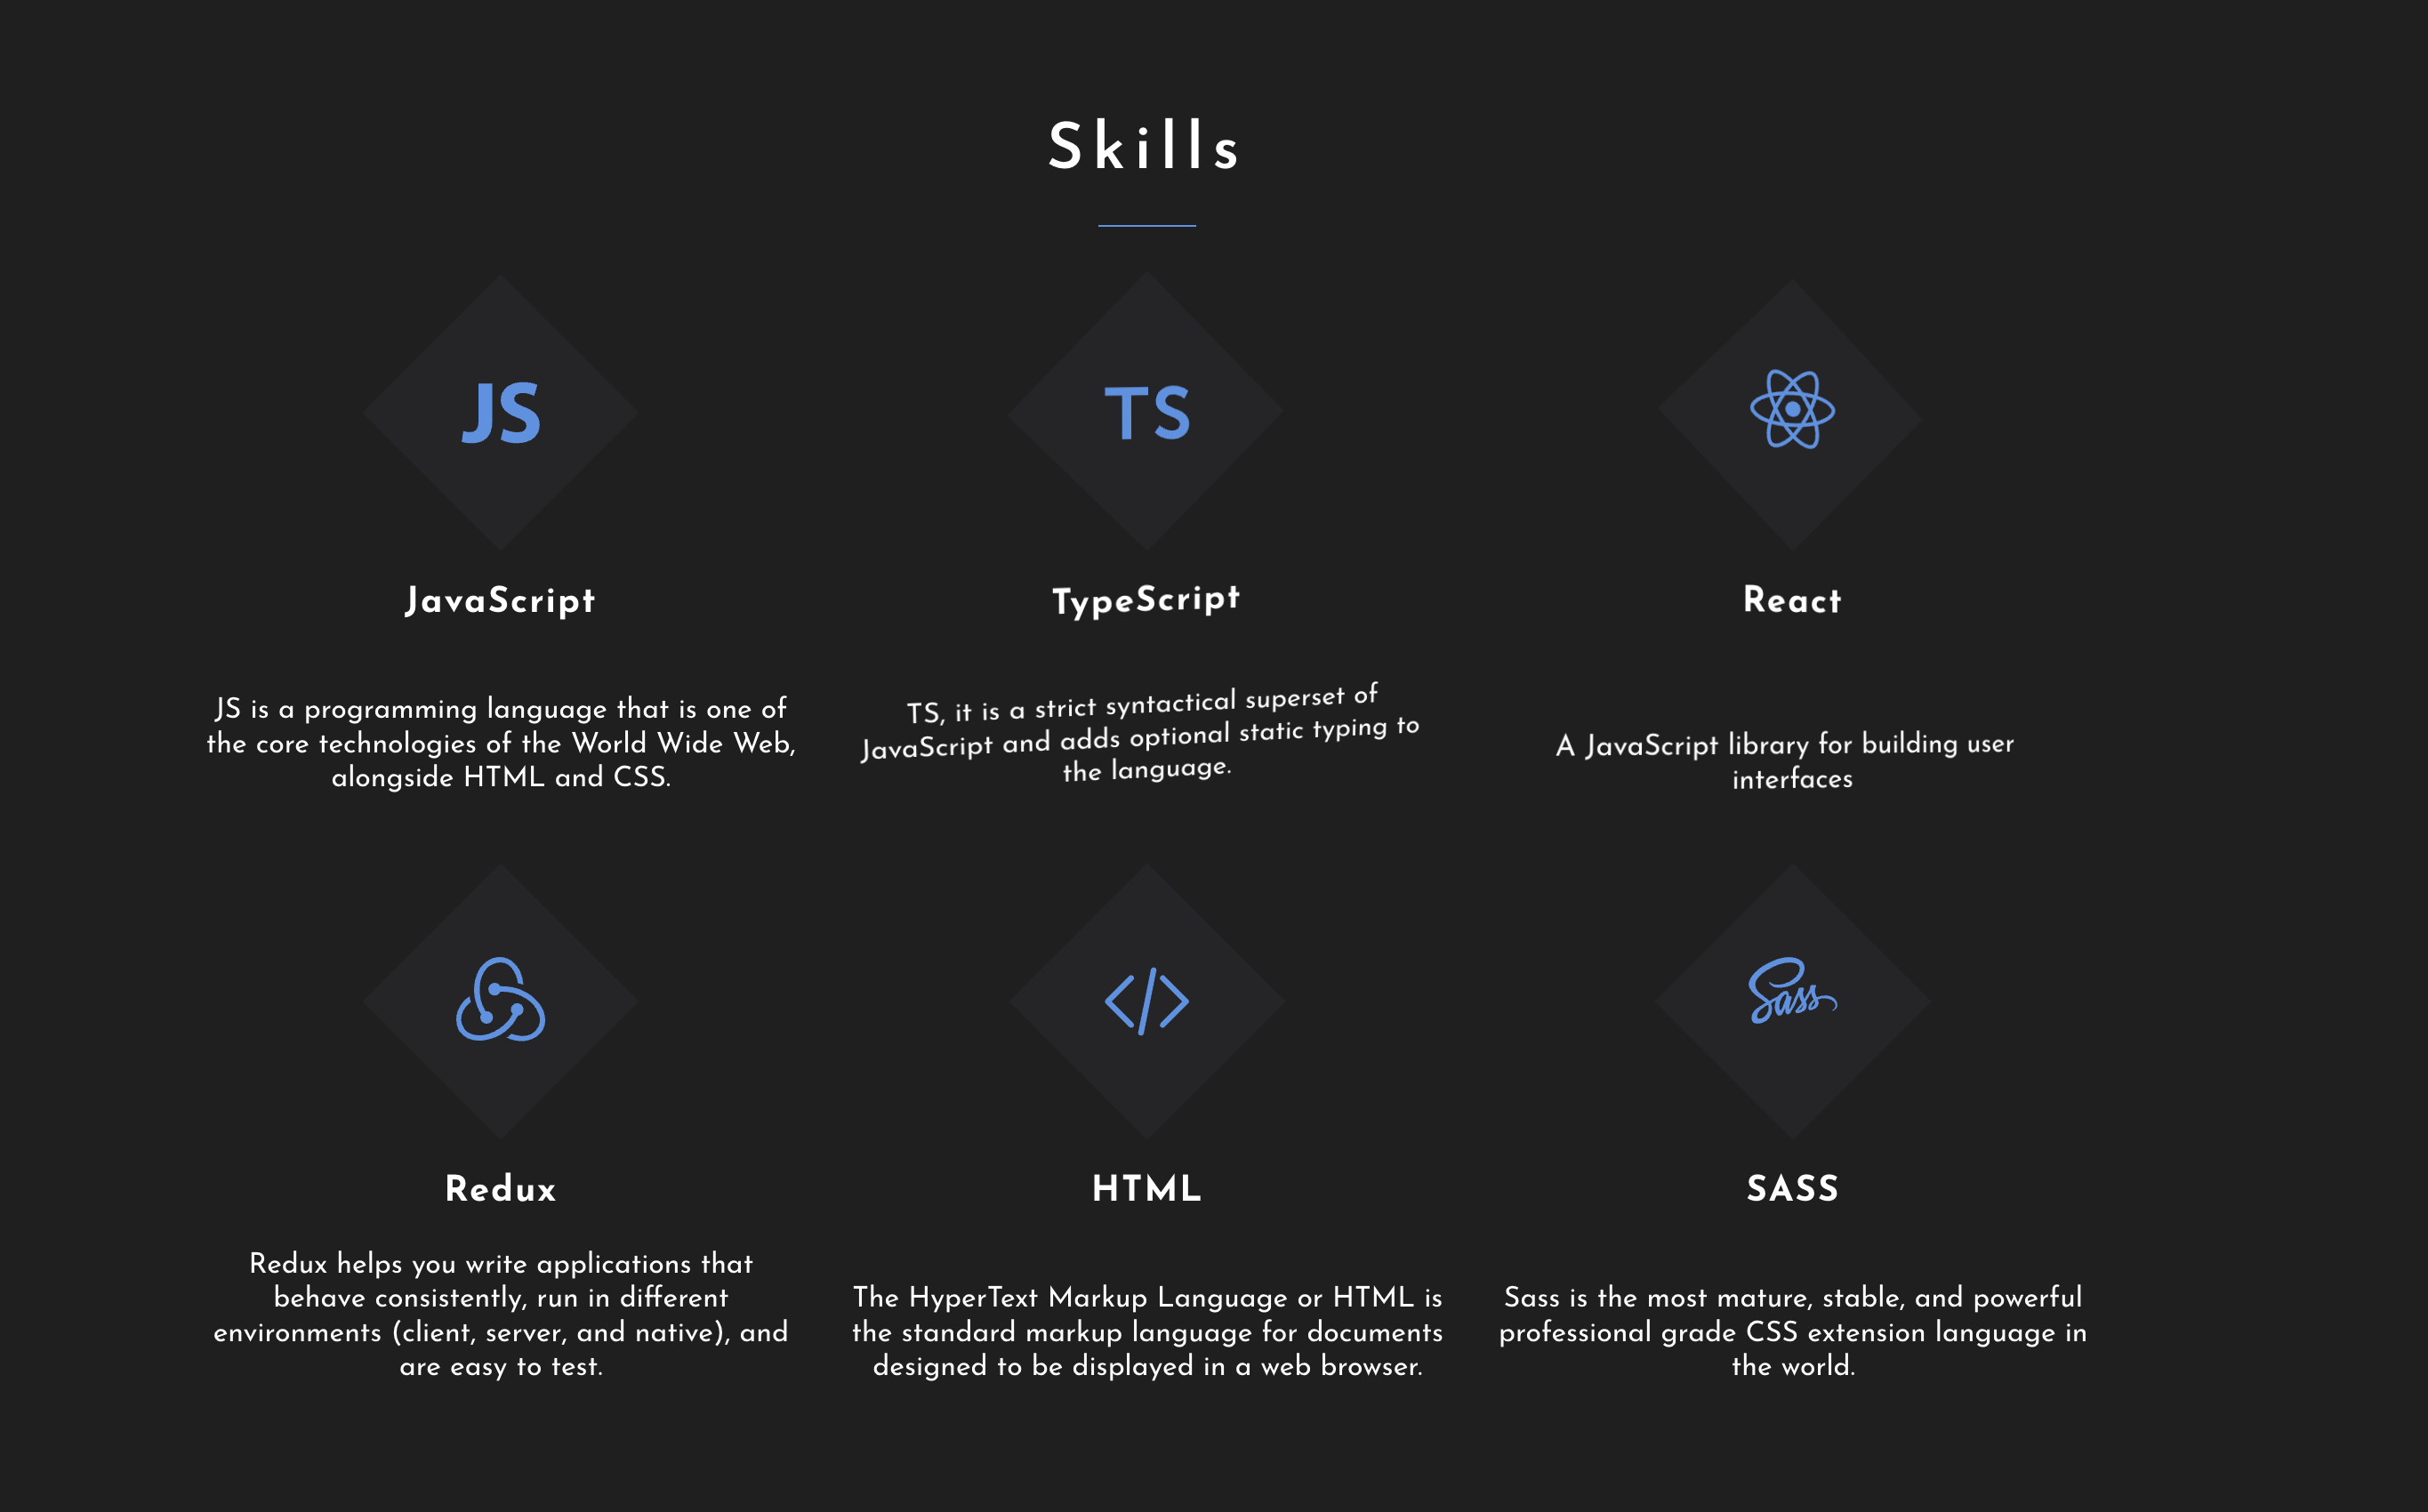 Skills
JS
TS
JavaScript
TypeScript
React
JS is a programming language that is one of
the core technologies of the World Wide Web,
alongside HTML and CSS.
TS, it is a strict syntactical superset of
JavaScript and adds optional static typing to
the language.
A JavaScript library for building user
interfaces
</>
Sass
Redux
HTML
SASS
Redux helps you write applications that
behave consistently, run in different
environments (client, server, and native), and
are easy to test.
The HyperText Markup Language or HTML is
the standard markup language for documents
designed to be displayed in a web browser.
Sass is the most mature, stable, and powerful
professional grade CSS extension language in
the world.